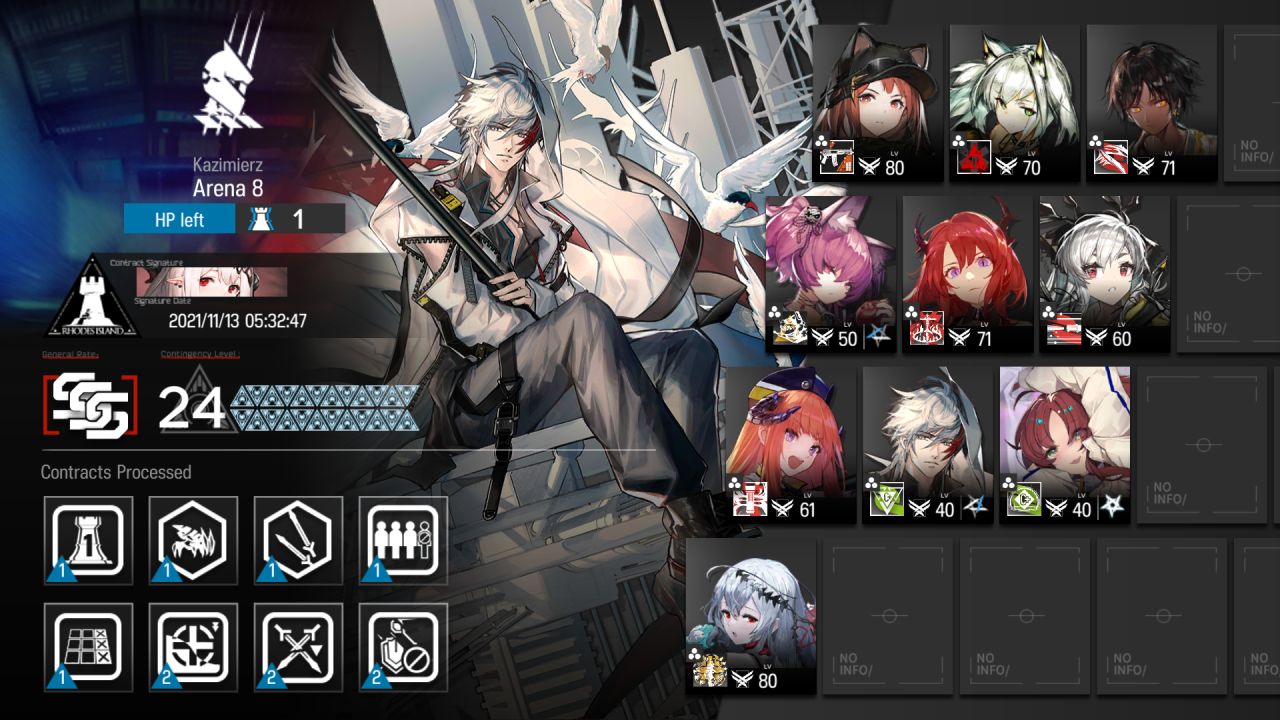 Kazimierz
Arena 8
HP left 1
Contract Signature
Signature Date
2021/11/13 05:32:47
RHODES ISLAND
General Rate:
Contingency Level :
SSS
24
Contracts Processed
1
1 1 1 1
1 2 2 2
LV 80
LV 70
LV 71
NO
INFO/
LV 50
LV 71
LV 60
NO
INFO/
LV 61
LV 40
LV 40
NO
INFO/
LV 80
NO
INFO/
NO
INFO/
NO
INFO/
NO
INFO